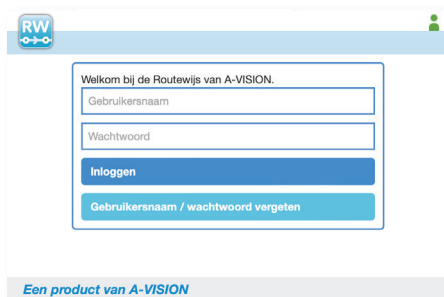 RW
Welkom bij de Routewijs van A-VISION.
Gebruikersnaam
Wachtwoord
Inloggen
Gebruikersnaam / wachtwoord vergeten
Een product van A-VISION